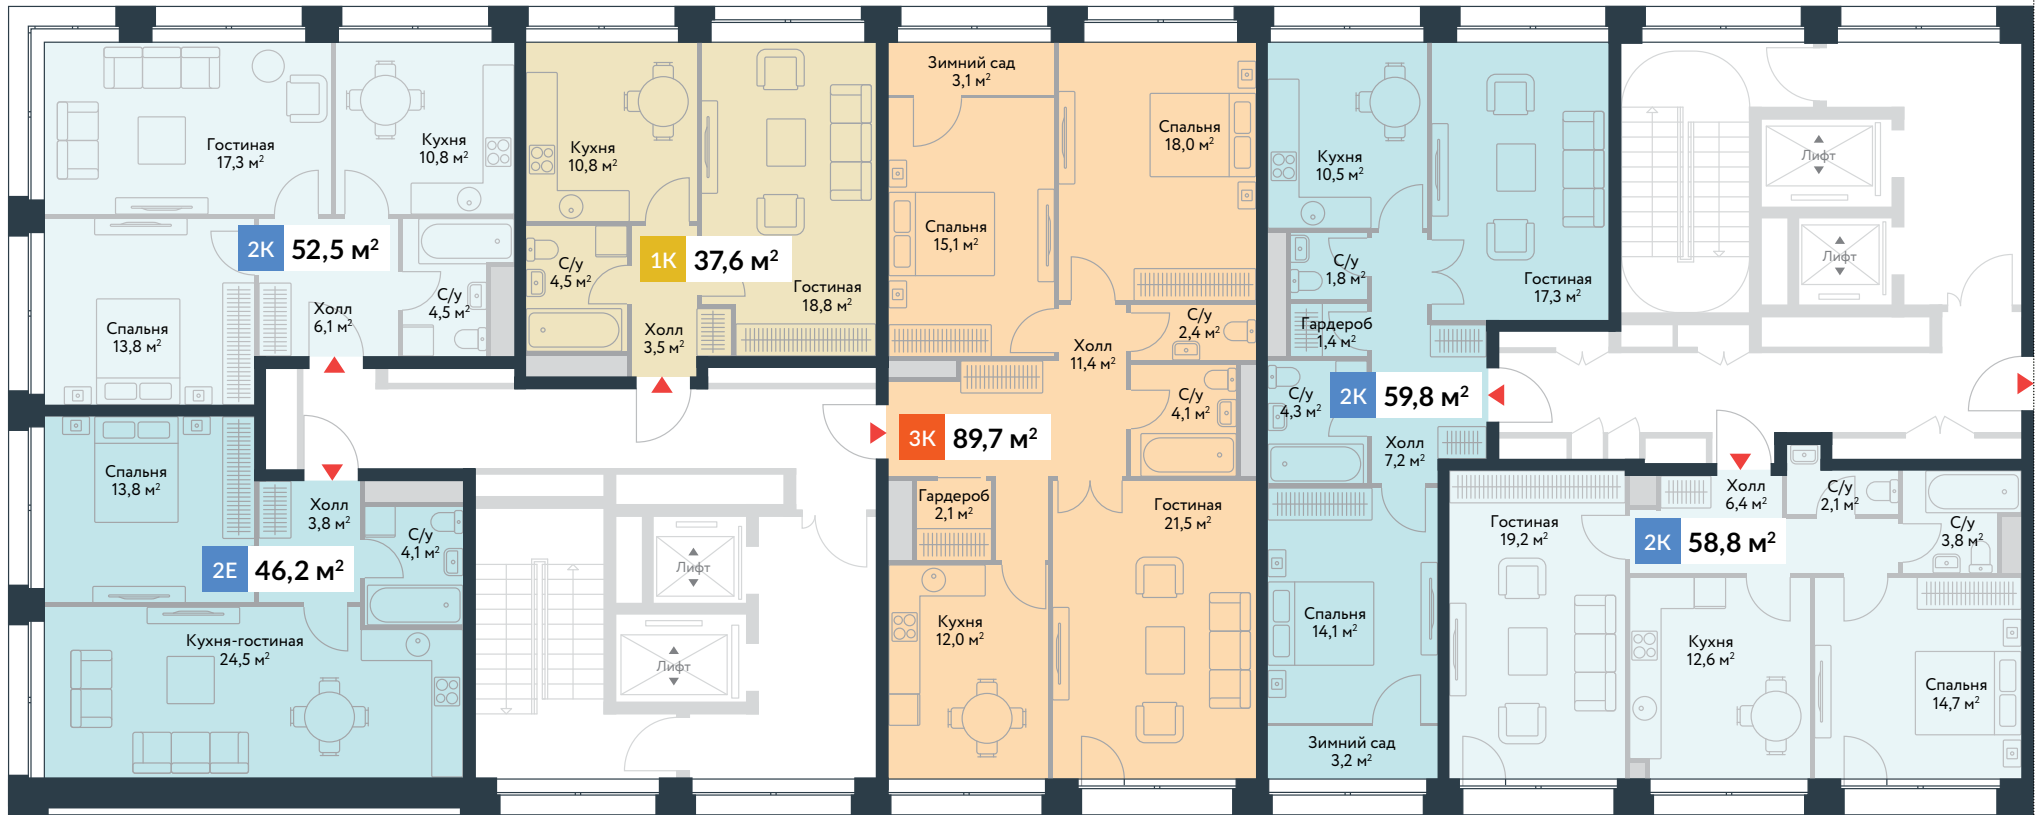 Гостиная
17,3 м²
Кухня
10,8 м²
2К 52,5 м²
Холл
6,1 м²
С/у
4,5 м²
Спальня
13,8 м²
Кухня
10,8 м²
С/у
4,5 м²
1К 37,6 м²
Гостиная
18,8 м²
Холл
3,5 м²
Зимний сад
3,1 м²
Спальня
18,0 м²
Спальня
15,1 м²
С/у
2,4 м²
Холл
11,4 м²
С/у
4,1 м²
3К 89,7 м²
Гардероб
2,1 м²
Гостиная
21,5 м²
Кухня
12,0 м²
Кухня
10,5 м²
С/у
1,8 м²
Гостиная
17,3 м²
Гардероб
1,4 м²
С/у
4,3 м²
2К 59,8 м²
Холл
7,2 м²
Спальня
14,1 м²
Зимний сад
3,2 м²
Лифт
Лифт
Спальня
13,8 м²
Холл
3,8 м²
С/у
4,1 м²
2Е 46,2 м²
Кухня-гостиная
24,5 м²
Лифт
Лифт
Гостиная
19,2 м²
Холл
6,4 м²
С/у
2,1 м²
С/у
3,8 м²
2К 58,8 м²
Кухня
12,6 м²
Спальня
14,7 м²